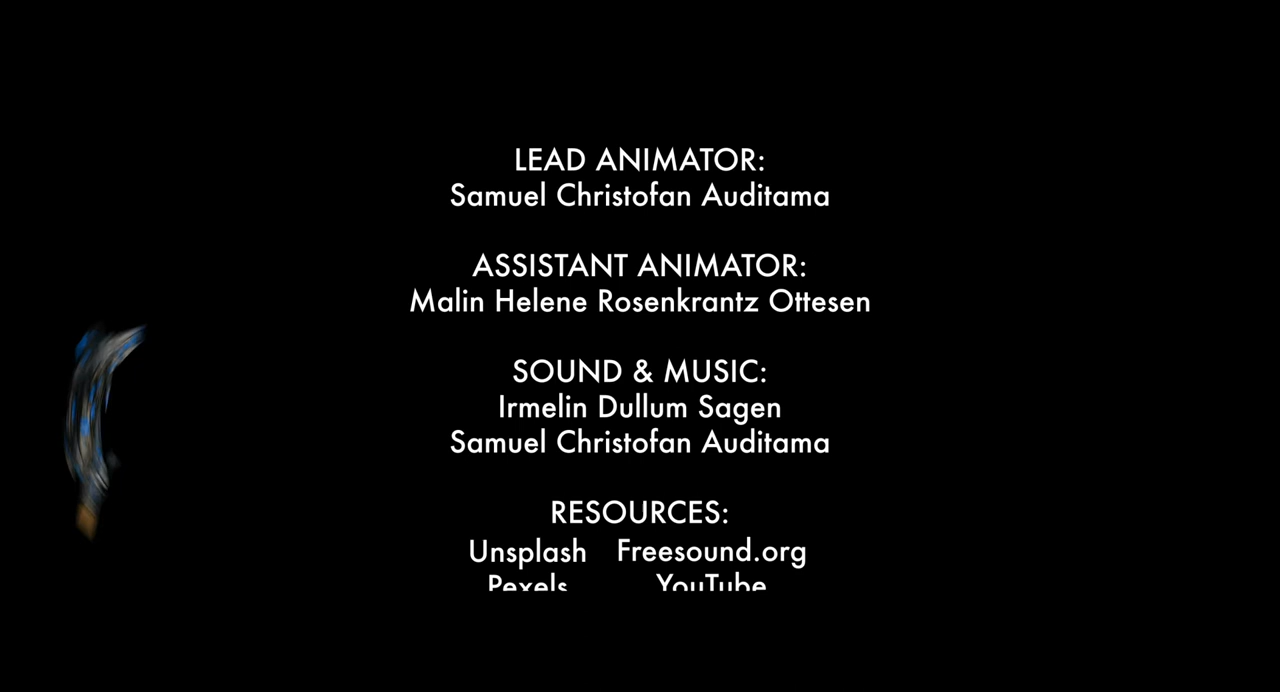 LEAD ANIMATOR:
Samuel Christofan Auditama
ASSISTANT ANIMATOR:
Malin Helene Rosenkrantz Ottesen
SOUND & MUSIC:
Irmelin Dullum Sagen
Samuel Christofan Auditama
RESOURCES:
Unsplash Freesound.org
Pexels YouTube